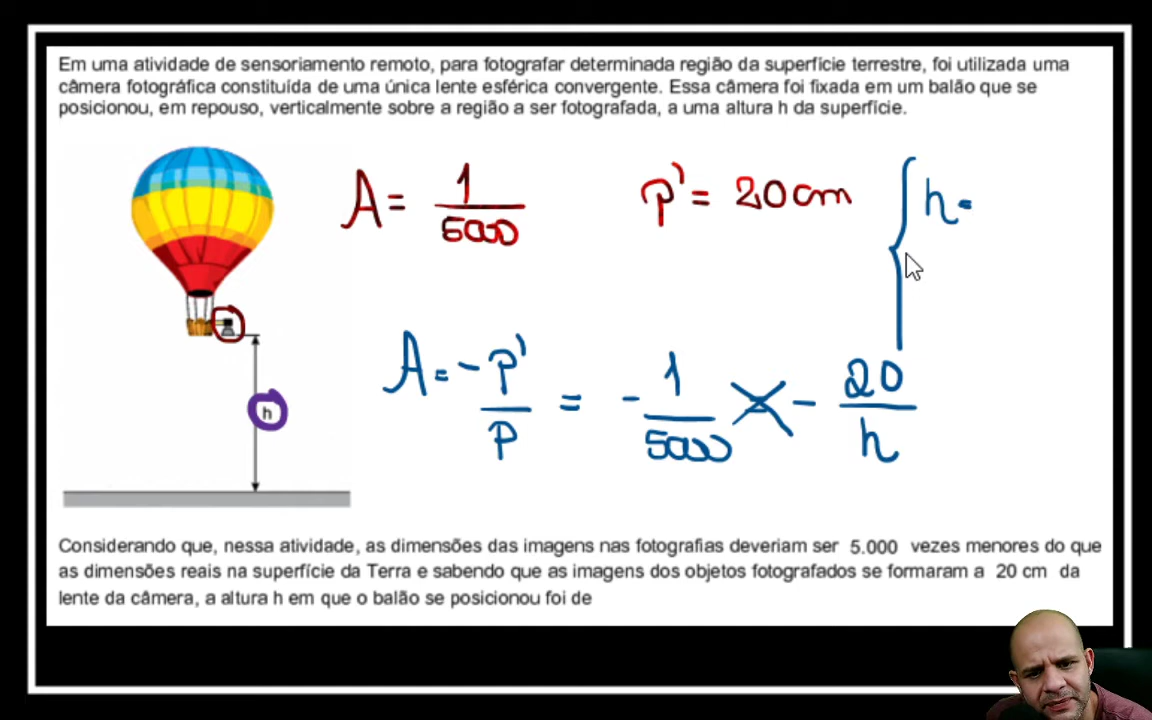 Em uma atividade de sensoriamento remoto, para fotografar determinada região da superfície terrestre, foi utilizada uma
câmera fotográfica constituída de uma única lente esférica convergente. Essa câmera foi fixada em um balão que se
posicionou, em repouso, verticalmente sobre a região a ser fotografada, a uma altura h da superfície.
A = 1/5000
p' = 20cm
h =
h
A = -p'/p = -1/5000 X -20/h
Considerando que, nessa atividade, as dimensões das imagens nas fotografias deveriam ser 5.000 vezes menores do que
as dimensões reais na superfície da Terra e sabendo que as imagens dos objetos fotografados se formaram a 20 cm da
lente da câmera, a altura h em que o balão se posicionou foi de